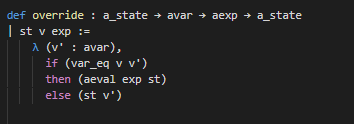 def override : a_state → avar → aexp → a_state
| st v exp :=
λ (v' : avar),
if (var_eq v v')
then (aeval exp st)
else (st v')